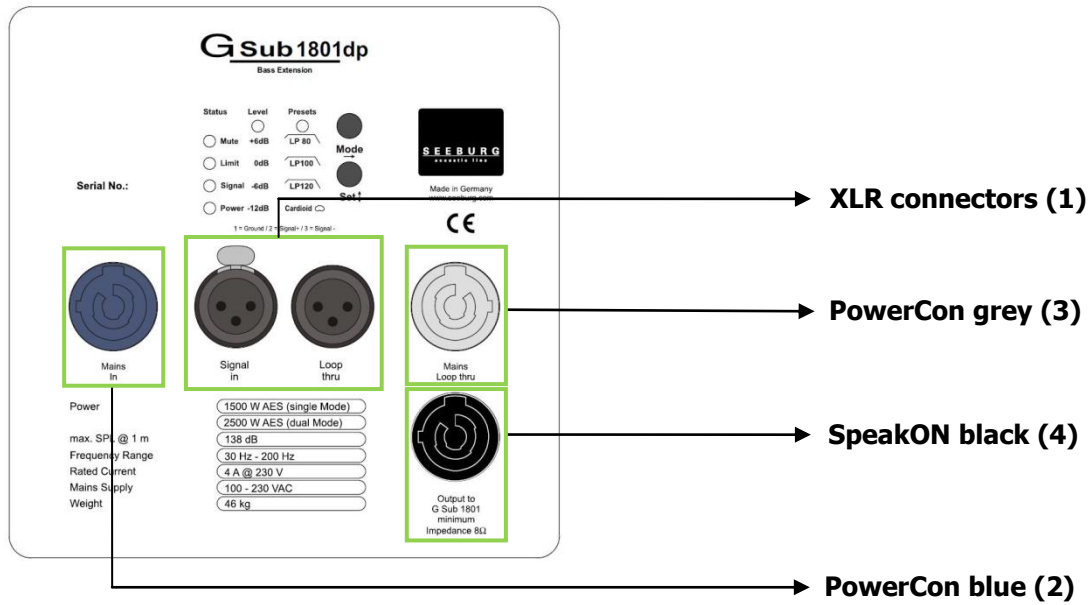 G Sub 1801dp
Bass Extension
Status Level Presets
Mute +6dB LP 80
Mode
Limit 0dB LP100
Signal -6dB LP120
Set
Power -12dB Cardioid
1 = Ground / 2 = Signal+ / 3 = Signal -
Serial No.:
SEEBURG
acoustic line
Made in Germany
www.seeburg.com
CE
XLR connectors (1)
PowerCon grey (3)
SpeakON black (4)
PowerCon blue (2)
Mains
In
Signal
in
Loop
thru
Mains
Loop thru
Power 1500 W AES (single Mode)
2500 W AES (dual Mode)
max. SPL @ 1 m 138 dB
Frequency Range 30 Hz - 200 Hz
Rated Current 4 A @ 230 V
Mains Supply 100 - 230 VAC
Weight 46 kg
Output to
G Sub 1801
minimum
Impedance 8Ω